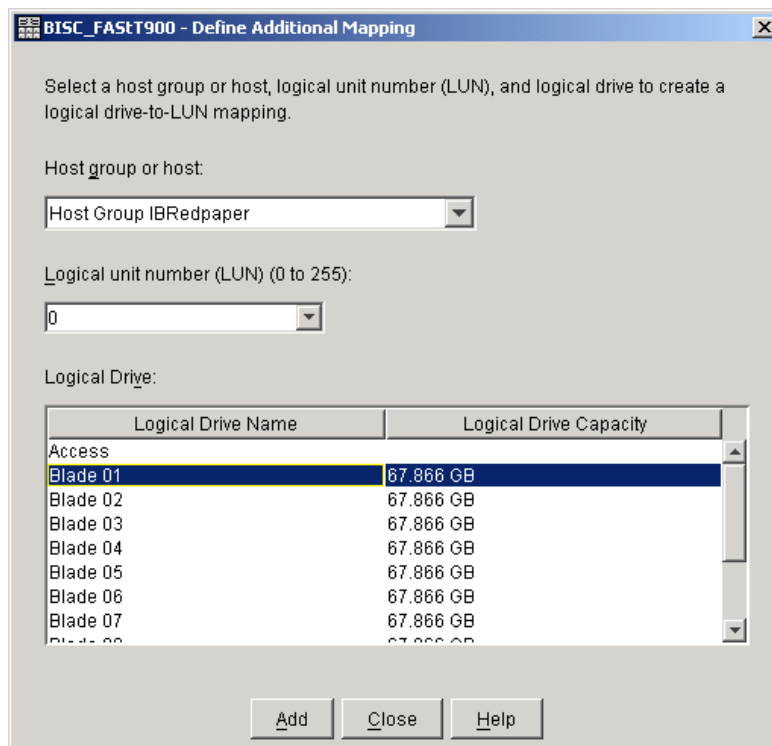 BISC_FAStT900 - Define Additional Mapping
Select a host group or host, logical unit number (LUN), and logical drive to create a
logical drive-to-LUN mapping.
Host group or host:
Host Group IBRedpaper
Logical unit number (LUN) (0 to 255):
0
Logical Drive:
Logical Drive Name Logical Drive Capacity
Access
Blade 01 67.866 GB
Blade 02 67.866 GB
Blade 03 67.866 GB
Blade 04 67.866 GB
Blade 05 67.866 GB
Blade 06 67.866 GB
Blade 07 67.866 GB
Add Close Help